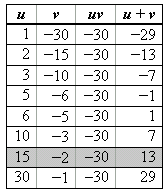 u v uv u + v
1 −30 −30 −29
2 −15 −30 −13
3 −10 −30 −7
5 −6 −30 −1
6 −5 −30 1
10 −3 −30 7
15 −2 −30 13
30 −1 −30 29